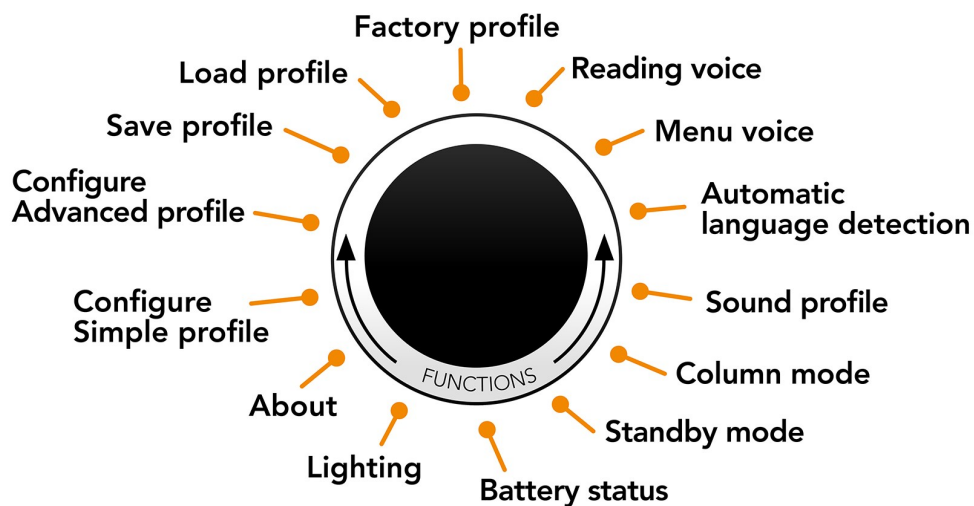 Factory profile
Load profile
Reading voice
Save profile
Menu voice
Configure
Advanced profile
Automatic
language detection
Configure
Simple profile
Sound profile
Column mode
FUNCTIONS
About
Standby mode
Lighting
Battery status